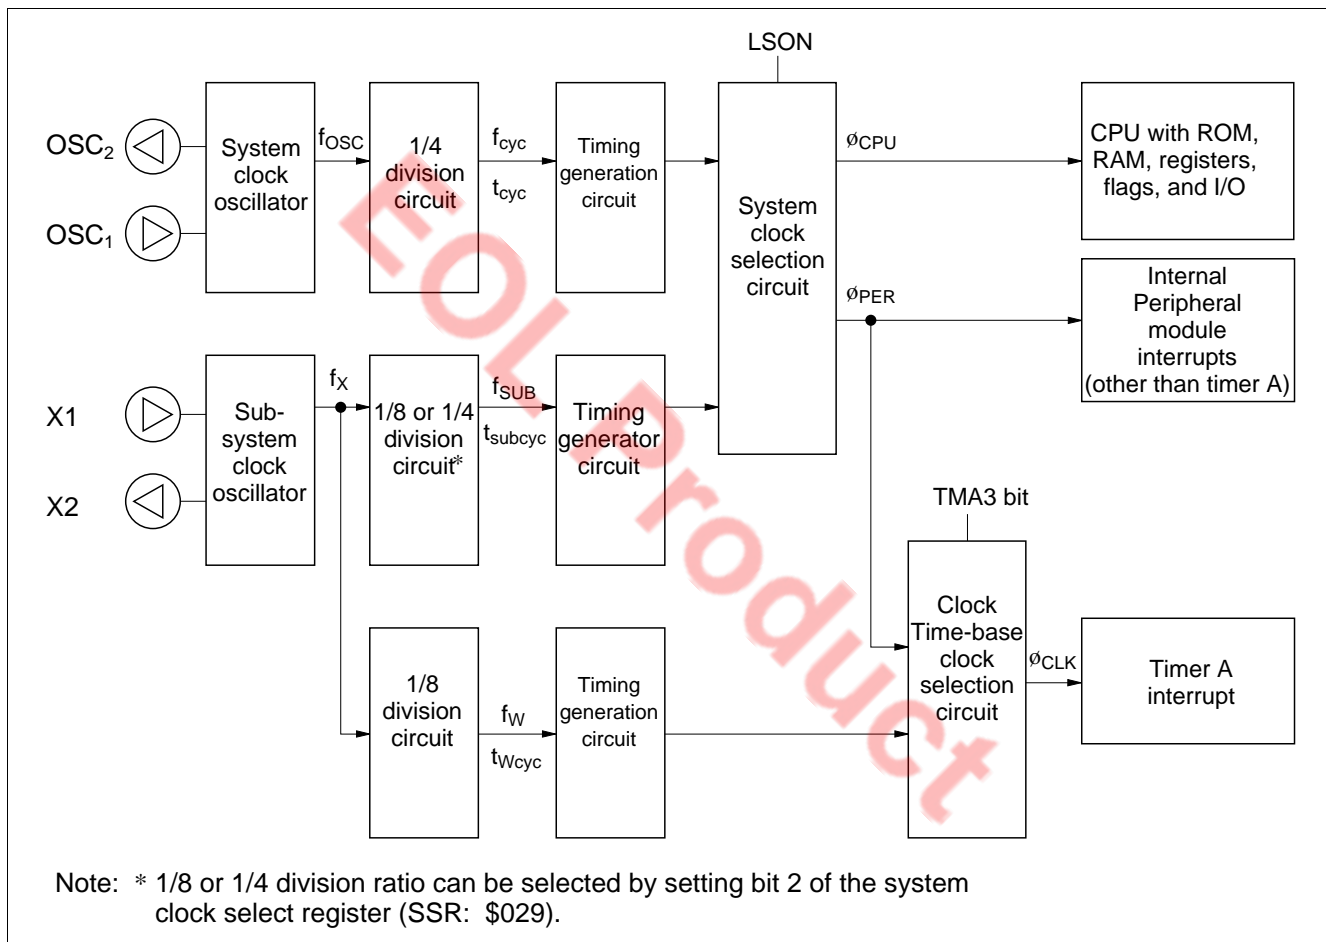 LSON
OSC₂
System
clock
oscillator
fOSC
1/4
division
circuit
fcyc
tcyc
Timing
generation
circuit
OSC₁
System
clock
selection
circuit
øCPU
CPU with ROM,
RAM, registers,
flags, and I/O
øPER
Internal
Peripheral
module
interrupts
(other than timer A)
X1
X2
Sub-
system
clock
oscillator
fX
1/8 or 1/4
division
circuit*
fSUB
tsubcyc
Timing
generator
circuit
TMA3 bit
1/8
division
circuit
fW
tWcyc
Timing
generation
circuit
Clock
Time-base
clock
selection
circuit
øCLK
Timer A
interrupt
EOL Product
Note: * 1/8 or 1/4 division ratio can be selected by setting bit 2 of the system
clock select register (SSR: $029).